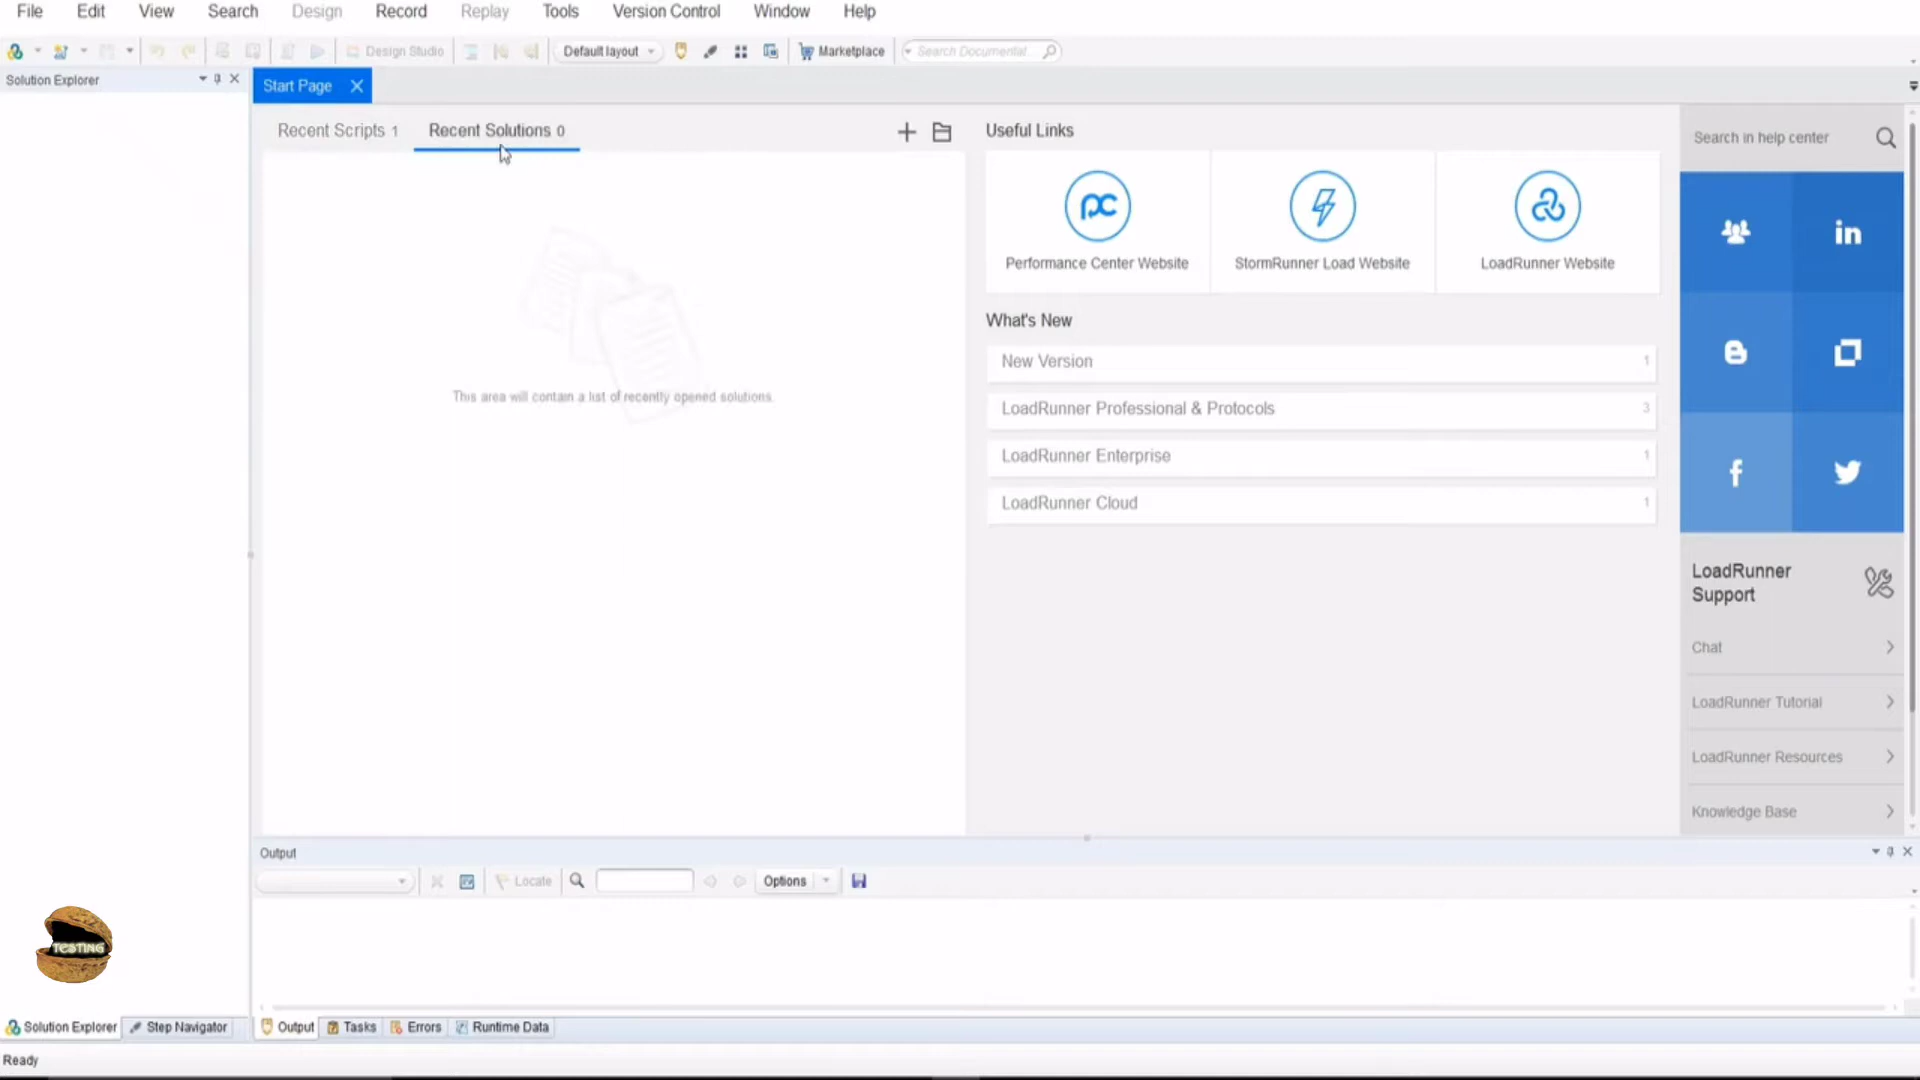 File Edit View Search Design Record Replay Tools Version Control Window Help
Design Studio Default layout Marketplace Search Documentat
Solution Explorer
Start Page
Recent Scripts 1 Recent Solutions 0
This area will contain a list of recently opened solutions.
Useful Links
Performance Center Website StormRunner Load Website LoadRunner Website
What's New
New Version 1
LoadRunner Professional & Protocols 3
LoadRunner Enterprise 1
LoadRunner Cloud 1
Search in help center
LoadRunner
Support
Chat
LoadRunner Tutorial
LoadRunner Resources
Knowledge Base
Output
Locate Options
TESTING
Solution Explorer Step Navigator Output Tasks Errors Runtime Data
Ready